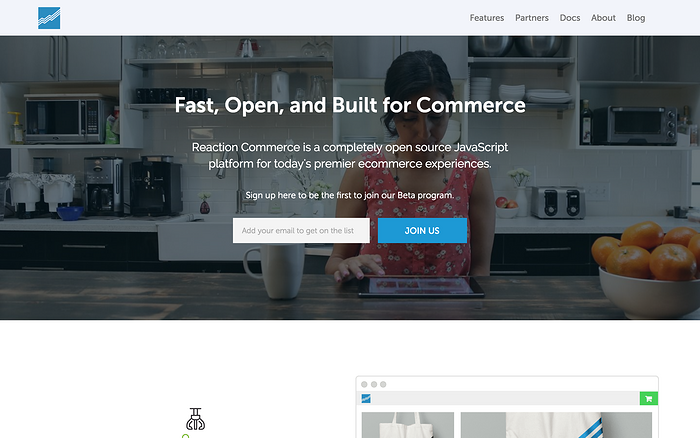 Features Partners Docs About Blog
Fast, Open, and Built for Commerce
Reaction Commerce is a completely open source JavaScript
platform for today's premier ecommerce experiences.
Sign up here to be the first to join our Beta program.
Add your email to get on the list JOIN US